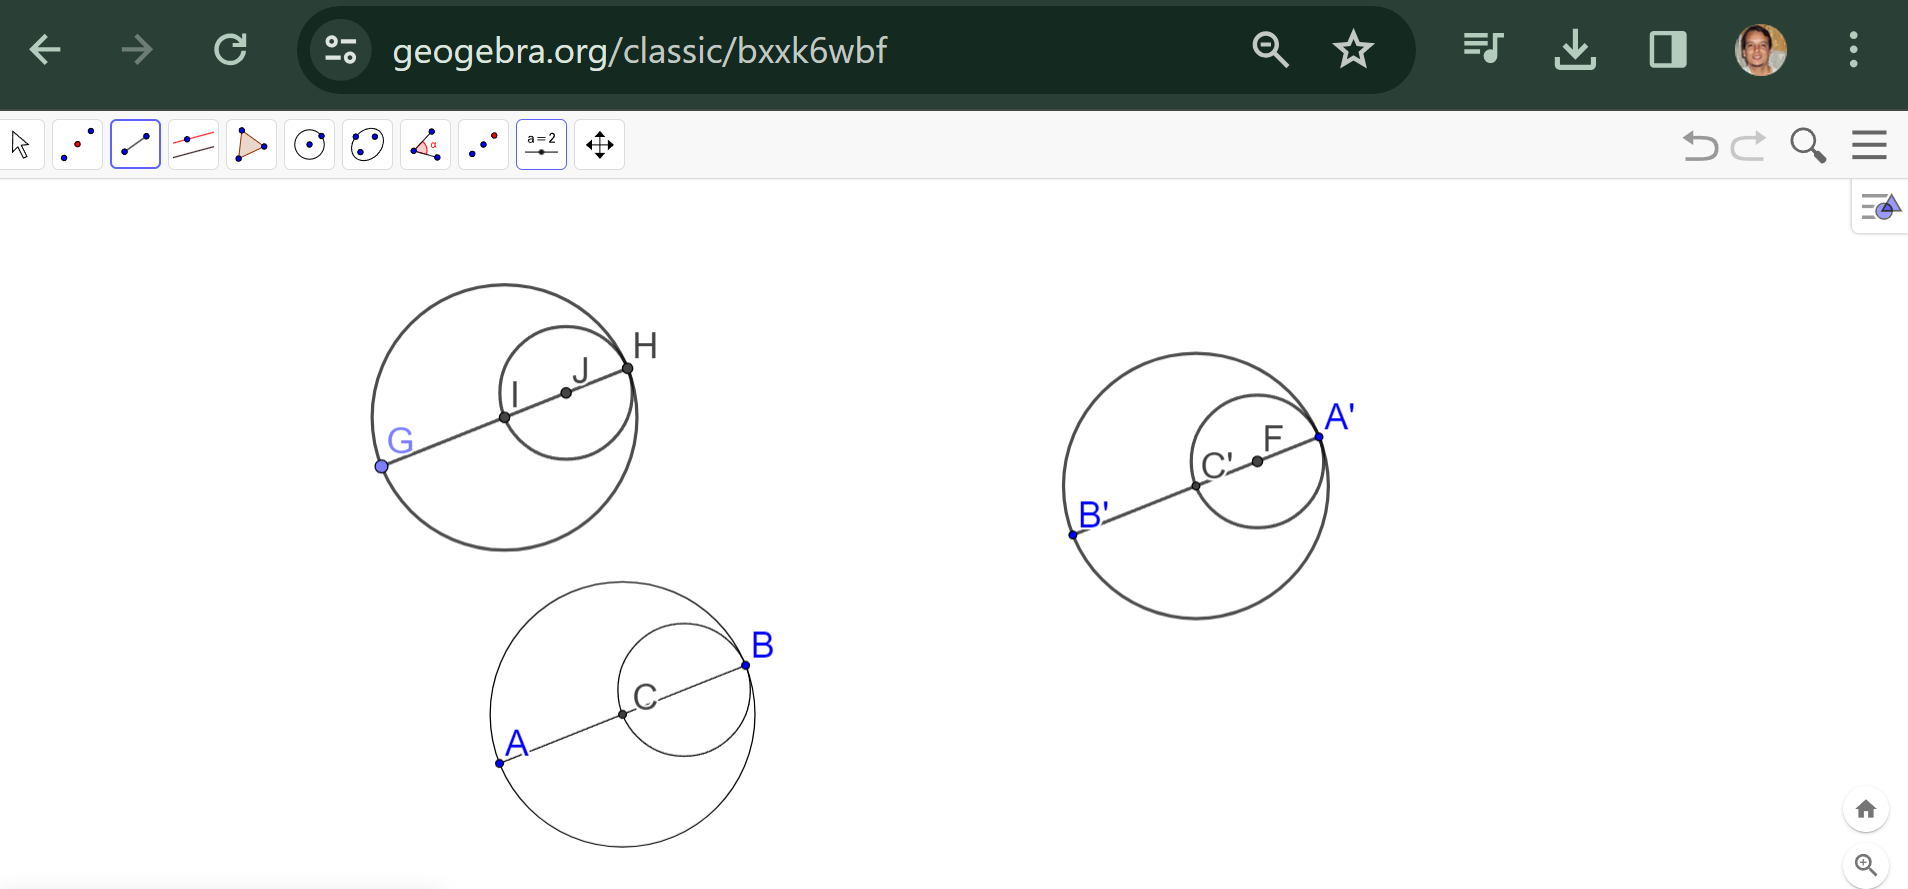 geogebra.org/classic/bxxk6wbf
α
a=2
H
J
I
G
A'
F
C'
B'
B
C
A